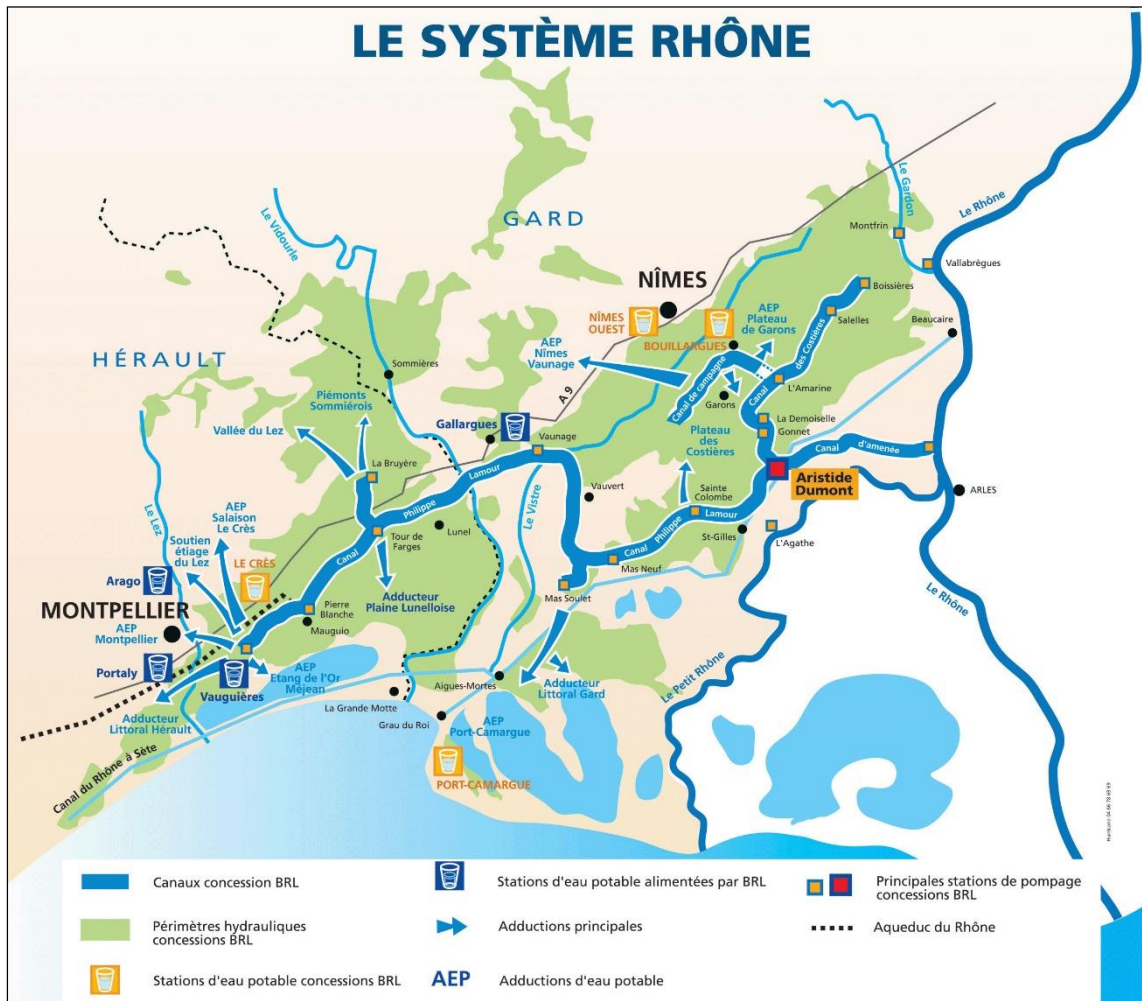 LE SYSTÈME RHÔNE
GARD
HÉRAULT
Le Vidourle
Le Gardon
Le Rhône
Montfrin
Vallabrègues
Boissières
Beaucaire
Salelles
NÎMES
NÎMES
OUEST
BOUILLARGUES
AEP
Plateau
de Garons
Canal
des Costières
AEP
Nîmes
Vaunage
A 9
Canal de campagne
L'Amarine
Garons
La Demoiselle
Gonnet
Sommières
Piémonts
Sommiérois
Vallée du Lez
Gallargues
Vaunage
Plateau
des
Costières
Canal
d'amenée
Aristide
Dumont
ARLES
La Bruyère
Canal
Philippe
Lamour
Vauvert
Sainte
Colombe
Le Vistre
Lunel
Tour de
Farges
Canal
Philippe
Lamour
St-Gilles
L'Agathe
Mas Neuf
Mas Soulet
Le Lez
AEP
Salaison
Le Crès
Soutien
étiage
du Lez
LE CRÈS
Arago
MONTPELLIER
Adducteur
Plaine Lunelloise
Pierre
Blanche
Mauguio
AEP
Montpellier
Portaly
Vauguières
AEP
Etang de l'Or
Méjean
Adducteur
Littoral Hérault
Canal du Rhône à Sète
La Grande Motte
Aigues-Mortes
Grau du Roi
AEP
Port-Camargue
PORT-CAMARGUE
Adducteur
Littoral Gard
Le Petit Rhône
Le Rhône
Canaux concession BRL
Périmètres hydrauliques
concessions BRL
Stations d'eau potable concessions BRL
Stations d'eau potable alimentées par BRL
Adductions principales
AEP
Adductions d'eau potable
Principales stations de pompage
concessions BRL
Aqueduc du Rhône